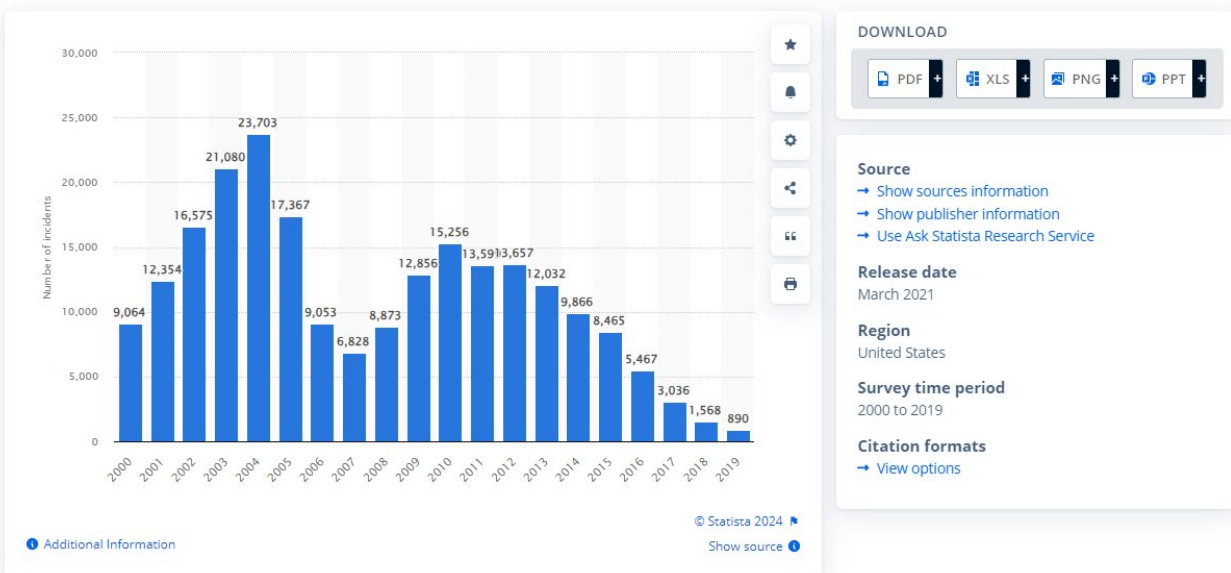 30,000
25,000
20,000
15,000
10,000
5,000
0
Number of incidents
9,064
12,354
16,575
21,080
23,703
17,367
9,053
6,828
8,873
12,856
15,256
13,591
13,657
12,032
9,866
8,465
5,467
3,036
1,568
890
2000
2001
2002
2003
2004
2005
2006
2007
2008
2009
2010
2011
2012
2013
2014
2015
2016
2017
2018
2019
© Statista 2024
Additional Information
Show source
DOWNLOAD
PDF +
XLS +
PNG +
PPT +
Source
→ Show sources information
→ Show publisher information
→ Use Ask Statista Research Service
Release date
March 2021
Region
United States
Survey time period
2000 to 2019
Citation formats
→ View options